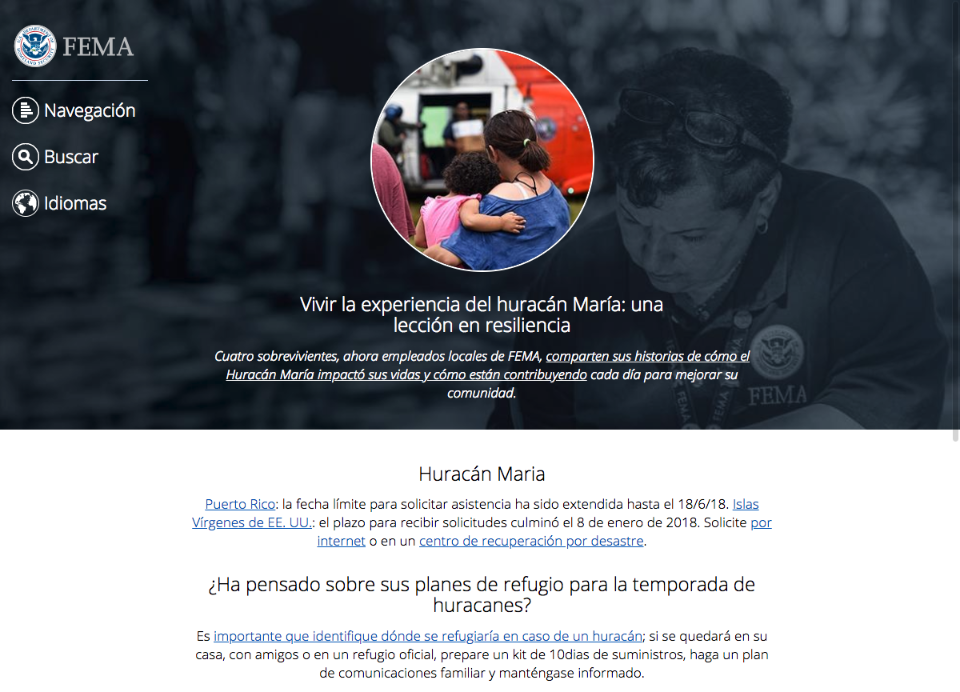 FEMA
Navegación
Buscar
Idiomas
Vivir la experiencia del huracán María: una
lección en resiliencia
Cuatro sobrevivientes, ahora empleados locales de FEMA, comparten sus historias de cómo el
Huracán María impactó sus vidas y cómo están contribuyendo cada día para mejorar su
comunidad.
FEMA
FEMA
Huracán Maria
Puerto Rico: la fecha límite para solicitar asistencia ha sido extendida hasta el 18/6/18. Islas
Vírgenes de EE. UU.: el plazo para recibir solicitudes culminó el 8 de enero de 2018. Solicite por
internet o en un centro de recuperación por desastre.
¿Ha pensado sobre sus planes de refugio para la temporada de
huracanes?
Es importante que identifique dónde se refugiaría en caso de un huracán; si se quedará en su
casa, con amigos o en un refugio oficial, prepare un kit de 10dias de suministros, haga un plan
de comunicaciones familiar y manténgase informado.